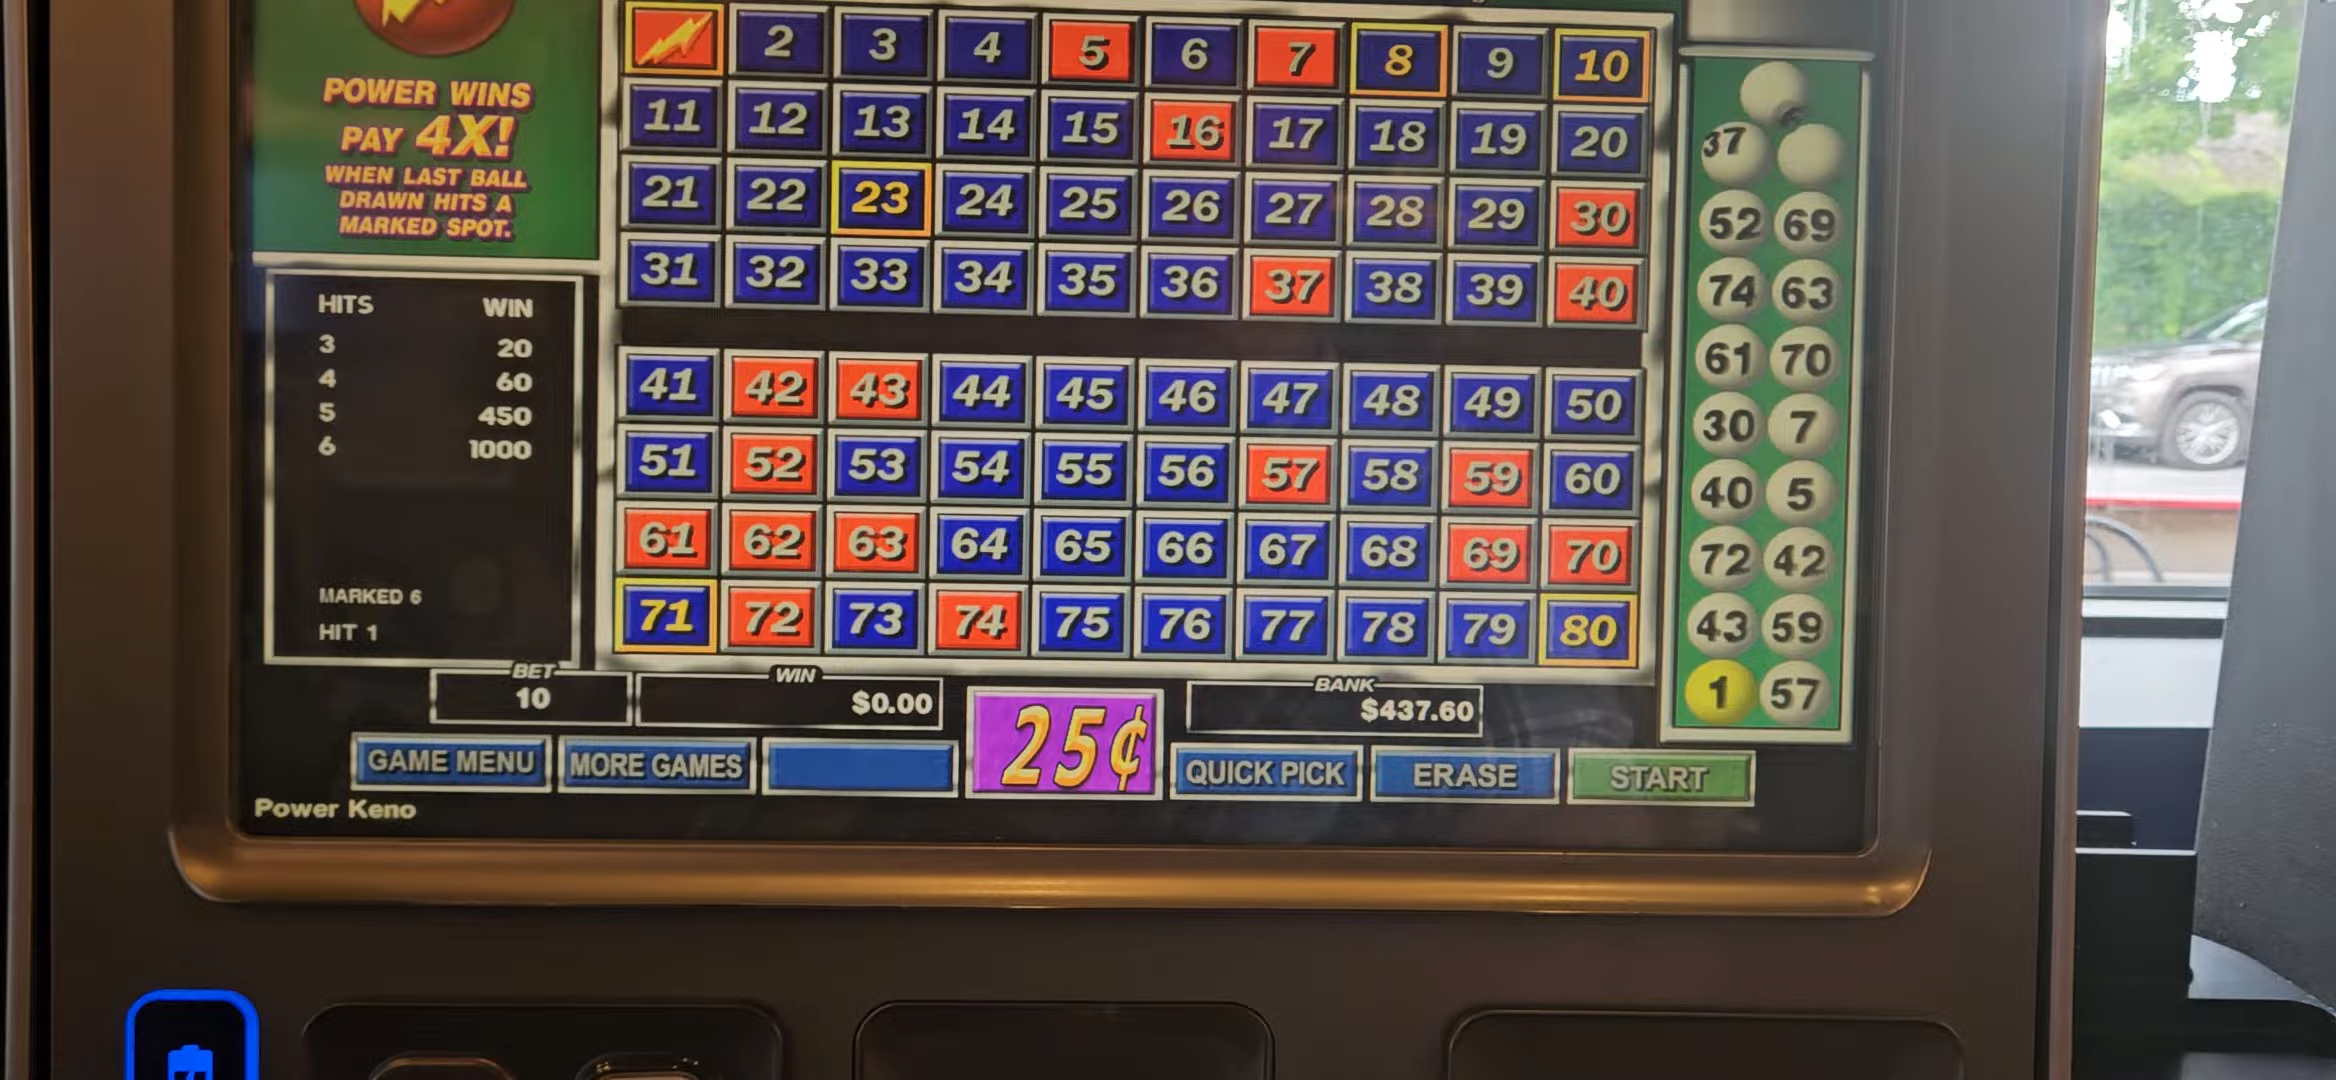 POWER WINS
PAY 4X!
WHEN LAST BALL
DRAWN HITS A
MARKED SPOT.
HITS WIN
3 20
4 60
5 450
6 1000
MARKED 6
HIT 1
2 3 4 5 6 7 8 9 10
11 12 13 14 15 16 17 18 19 20
21 22 23 24 25 26 27 28 29 30
31 32 33 34 35 36 37 38 39 40
41 42 43 44 45 46 47 48 49 50
51 52 53 54 55 56 57 58 59 60
61 62 63 64 65 66 67 68 69 70
71 72 73 74 75 76 77 78 79 80
37
52 69
74 63
61 70
30 7
40 5
72 42
43 59
1 57
BET
10
WIN
$0.00
25¢
BANK
$437.60
GAME MENU
MORE GAMES
QUICK PICK
ERASE
START
Power Keno